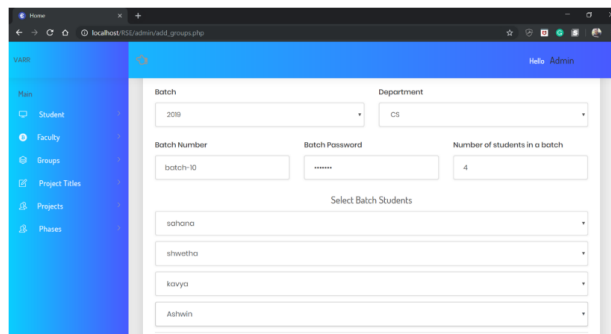 Home
localhost/RSE/admin/add_groups.php
VARR
Hello Admin
Main
Student
Faculty
Groups
Project Titles
Projects
Phases
Batch Department
2019 CS
Batch Number Batch Password Number of students in a batch
batch-10 ••••••• 4
Select Batch Students
sahana
shwetha
kavya
Ashwin